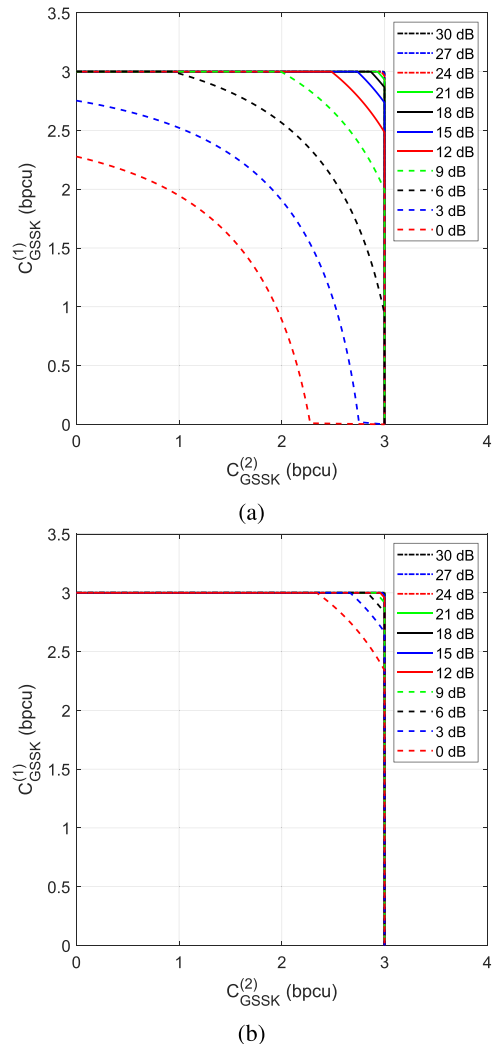 (a)
3.5
3
2.5
2
1.5
1
0.5
0
C_GSSK^(1) (bpcu)
0 1 2 3 4
C_GSSK^(2) (bpcu)
30 dB
27 dB
24 dB
21 dB
18 dB
15 dB
12 dB
9 dB
6 dB
3 dB
0 dB
(a)
3.5
3
2.5
2
1.5
1
0.5
0
C_GSSK^(1) (bpcu)
0 1 2 3 4
C_GSSK^(2) (bpcu)
30 dB
27 dB
24 dB
21 dB
18 dB
15 dB
12 dB
9 dB
6 dB
3 dB
0 dB
(b)